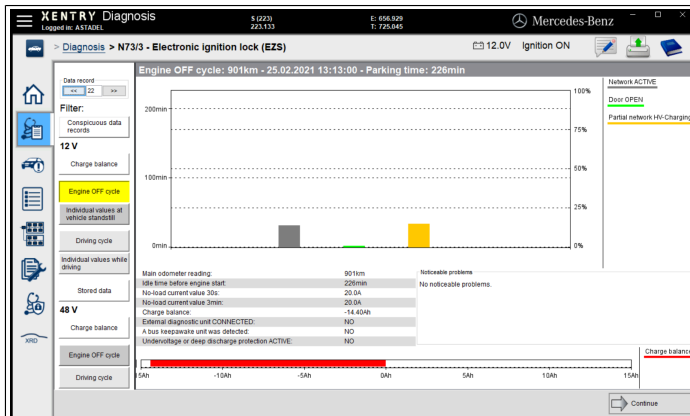 XENTRY Diagnosis
Logged in: ASTADEL
S (223)
223.133
E: 656.929
T: 725.045
Mercedes-Benz
> Diagnosis > N73/3 - Electronic ignition lock (EZS)
12.0V Ignition ON
Data record
<< 22 >>
Filter:
Conspicuous data
records
12 V
Charge balance
Engine OFF cycle
Individual values at
vehicle standstill
Driving cycle
Individual values while
driving
Stored data
48 V
Charge balance
Engine OFF cycle
Driving cycle
XRD
Engine OFF cycle: 901km - 25.02.2021 13:13:00 - Parking time: 226min
200min
100min
0min
100%
75%
50%
25%
0%
Network ACTIVE
Door OPEN
Partial network HV-Charging
Main odometer reading: 901km
Idle time before engine start: 226min
No-load current value 30s: 20.0A
No-load current value 3min: 20.0A
Charge balance: -14.40Ah
External diagnostic unit CONNECTED: NO
A bus keepawake unit was detected: NO
Undervoltage or deep discharge protection ACTIVE: NO
Noticeable problems
No noticeable problems.
5Ah -10Ah -5Ah 0Ah 5Ah 10Ah 15Ah
Charge balance
Continue